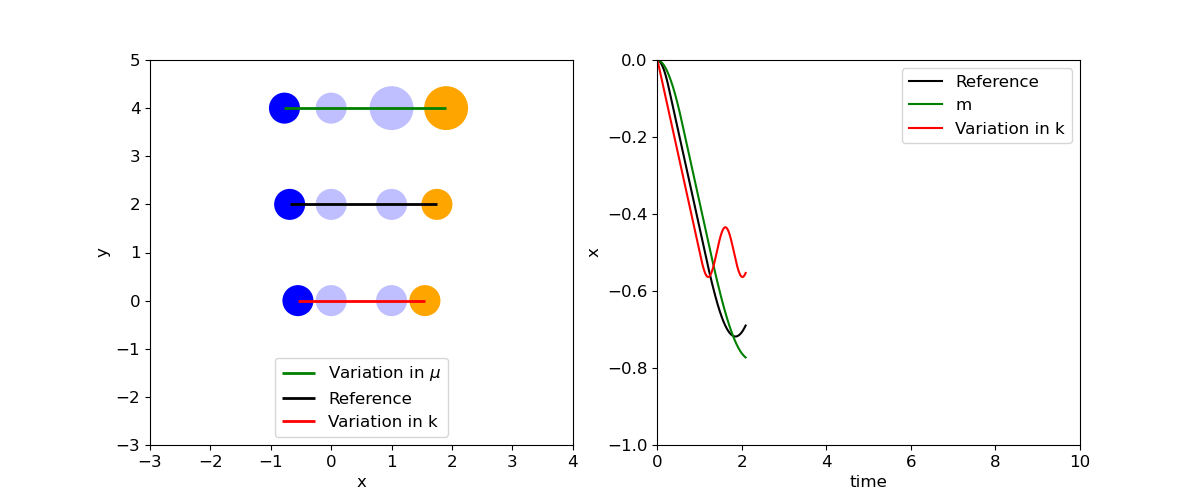 5
4
3
2
1
0
−1
−2
−3
y
−3 −2 −1 0 1 2 3 4
x
Variation in μ
Reference
Variation in k
0.0
−0.2
−0.4
−0.6
−0.8
−1.0
x
0 2 4 6 8 10
time
Reference
m
Variation in k